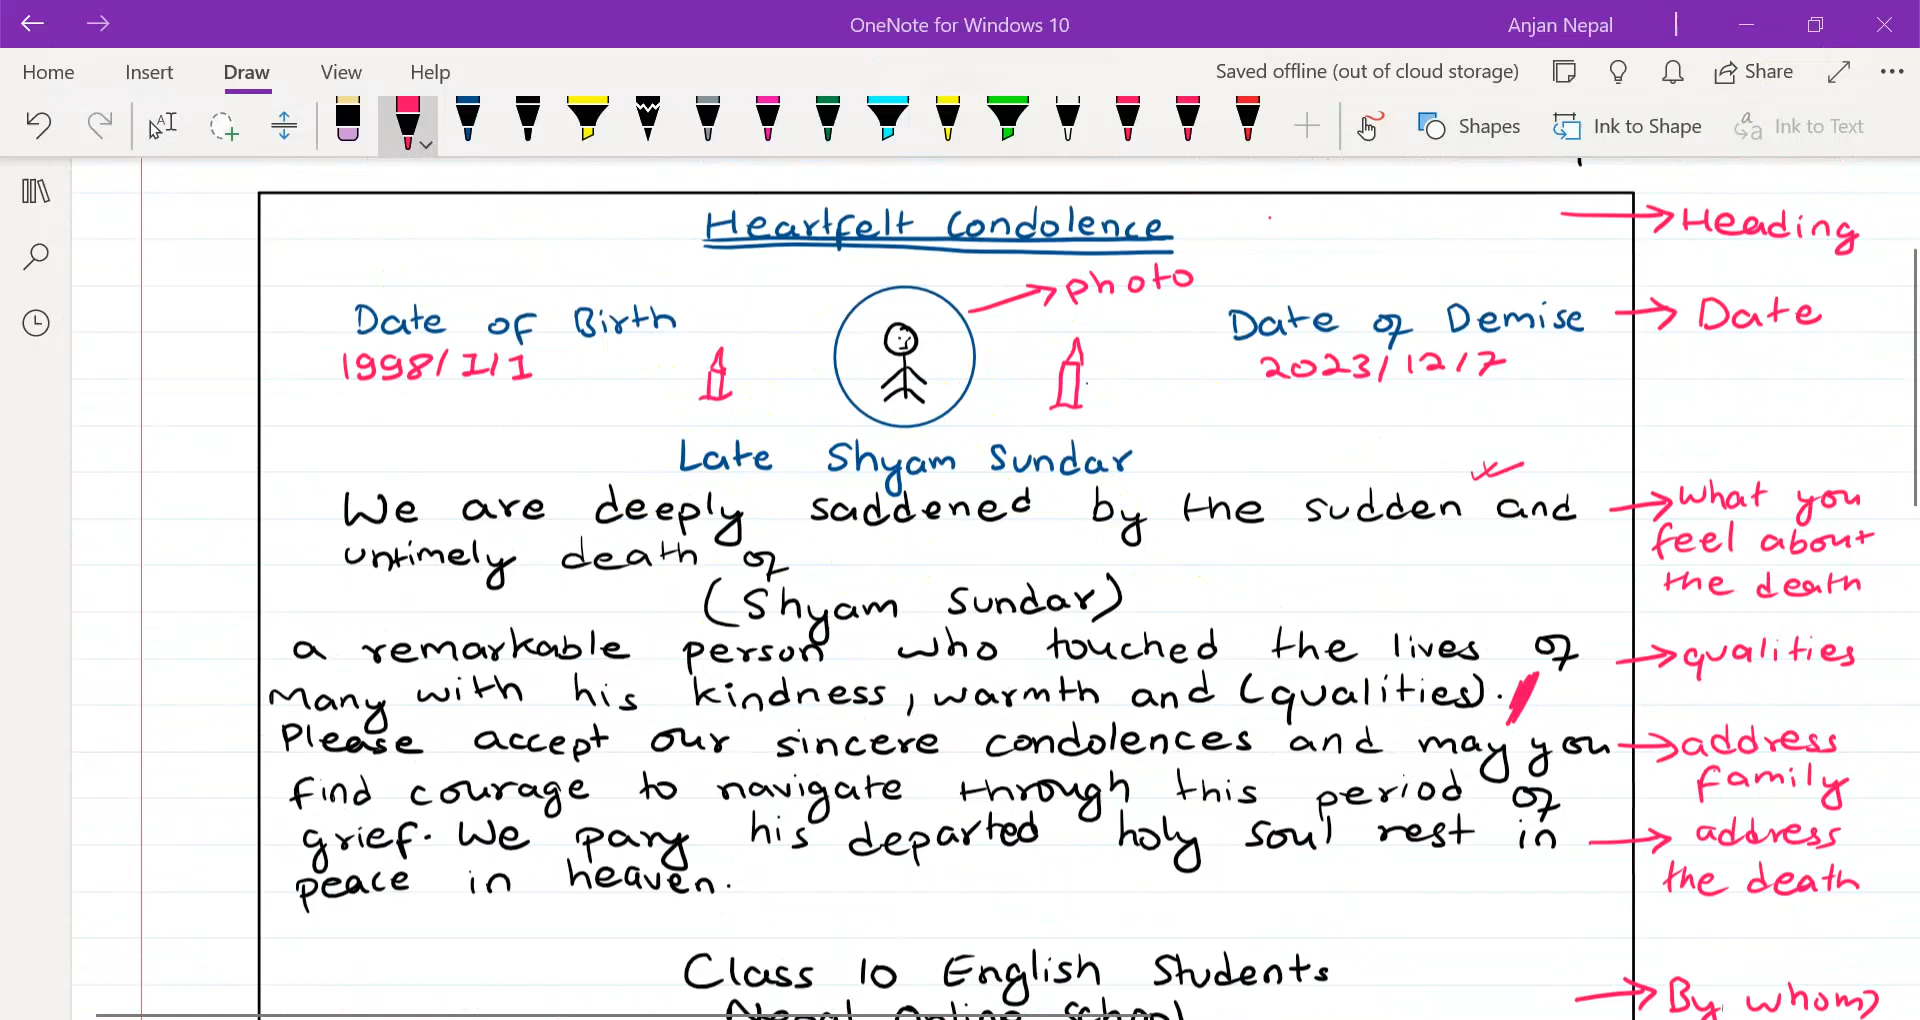 OneNote for Windows 10
Anjan Nepal
Home Insert Draw View Help
Saved offline (out of cloud storage)
Share
Shapes
Ink to Shape
Ink to Text
Heartfelt Condolence
Heading
photo
Date of Birth
Date of Demise
Date
1998/1/1
2023/12/7
Late Shyam Sundar
We are deeply saddened by the sudden and
what you
untimely death of
feel about
the death
(Shyam Sundar)
a remarkable person who touched the lives of
qualities
Many with his kindness, warmth and (qualities).
Please accept our sincere condolences and may you
address
family
find courage to navigate through this period of
grief. We pary his departed holy soul rest in
address
peace in heaven.
the death
Class 10 English Students
By whom
Nepal Online School